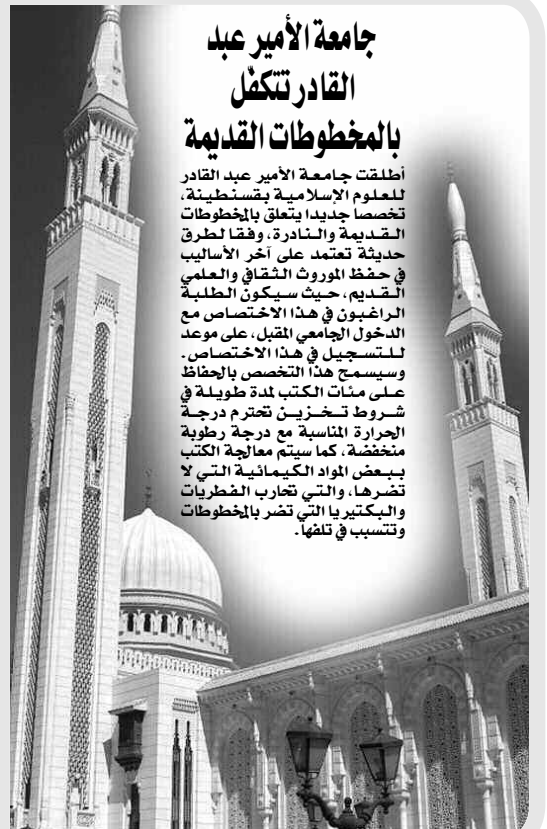 جامعة الأمير عبد
القادر تتكفّل
بالمخطوطات القديمة
أطلقت جامعة الأمير عبد القادر
للعلوم الإسلامية بقسنطينة،
تخصصا جديدا يتعلق بالمخطوطات
القديمة والنادرة، وفقا لطرق
حديثة تعتمد على آخر الأساليب
في حفظ الموروث الثقافي والعلمي
القديم، حيث سيكون الطلبة
الراغبون في هذا الاختصاص مع
الدخول الجامعي المقبل، على موعد
للتسجيل في هذا الاختصاص.
وسيسمح هذا التخصص بالحفاظ
على مئات الكتب لمدة طويلة في
شروط تخزين تحترم درجة
الحرارة المناسبة مع درجة رطوبة
منخفضة، كما سيتم معالجة الكتب
ببعض المواد الكيمائية التي لا
تضرها، والتي تحارب الفطريات
والبكتيريا التي تضر بالمخطوطات
وتتسبب في تلفها.